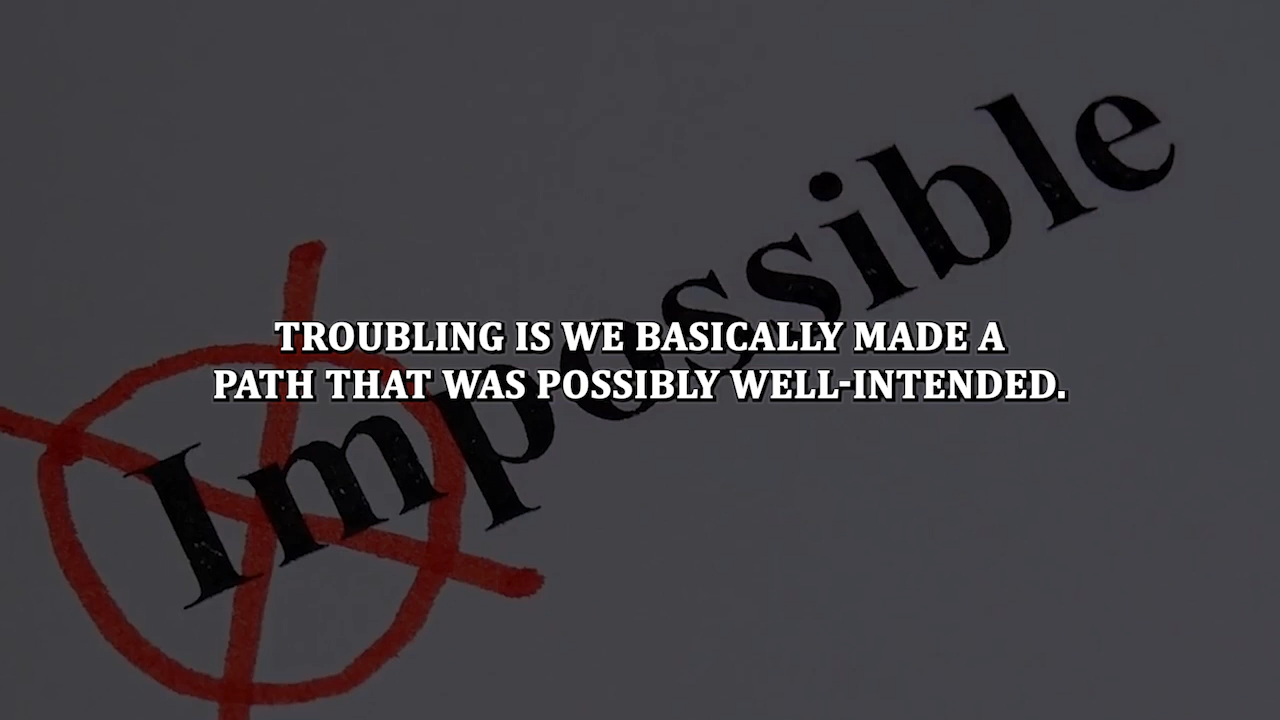 Impossible
TROUBLING IS WE BASICALLY MADE A
PATH THAT WAS POSSIBLY WELL-INTENDED.